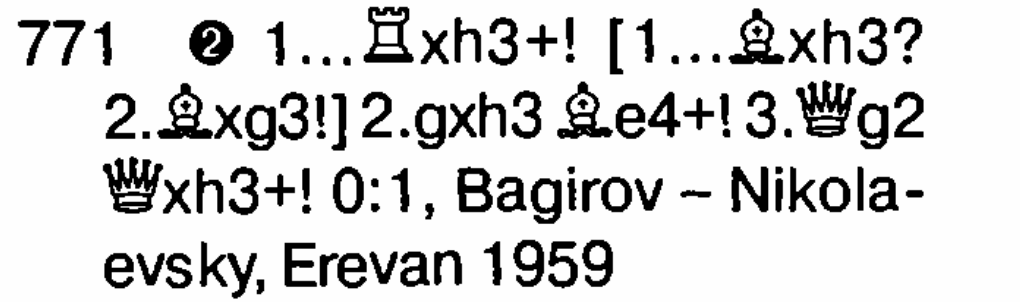 771 ❷ 1...♖xh3+! [1...♗xh3?
2.♗xg3!] 2.gxh3 ♗e4+! 3.♕g2
♕xh3+! 0:1, Bagirov – Nikola-
evsky, Erevan 1959